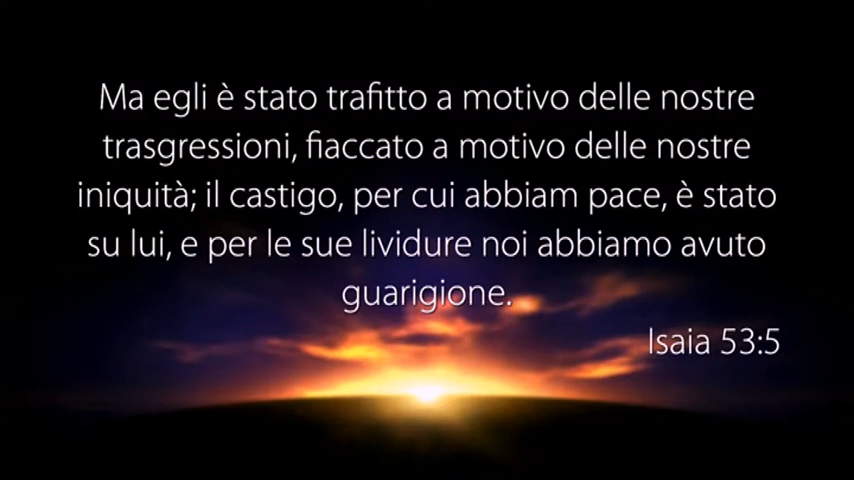 Ma egli è stato trafitto a motivo delle nostre
trasgressioni, fiaccato a motivo delle nostre
iniquità; il castigo, per cui abbiam pace, è stato
su lui, e per le sue lividure noi abbiamo avuto
guarigione.
Isaia 53:5